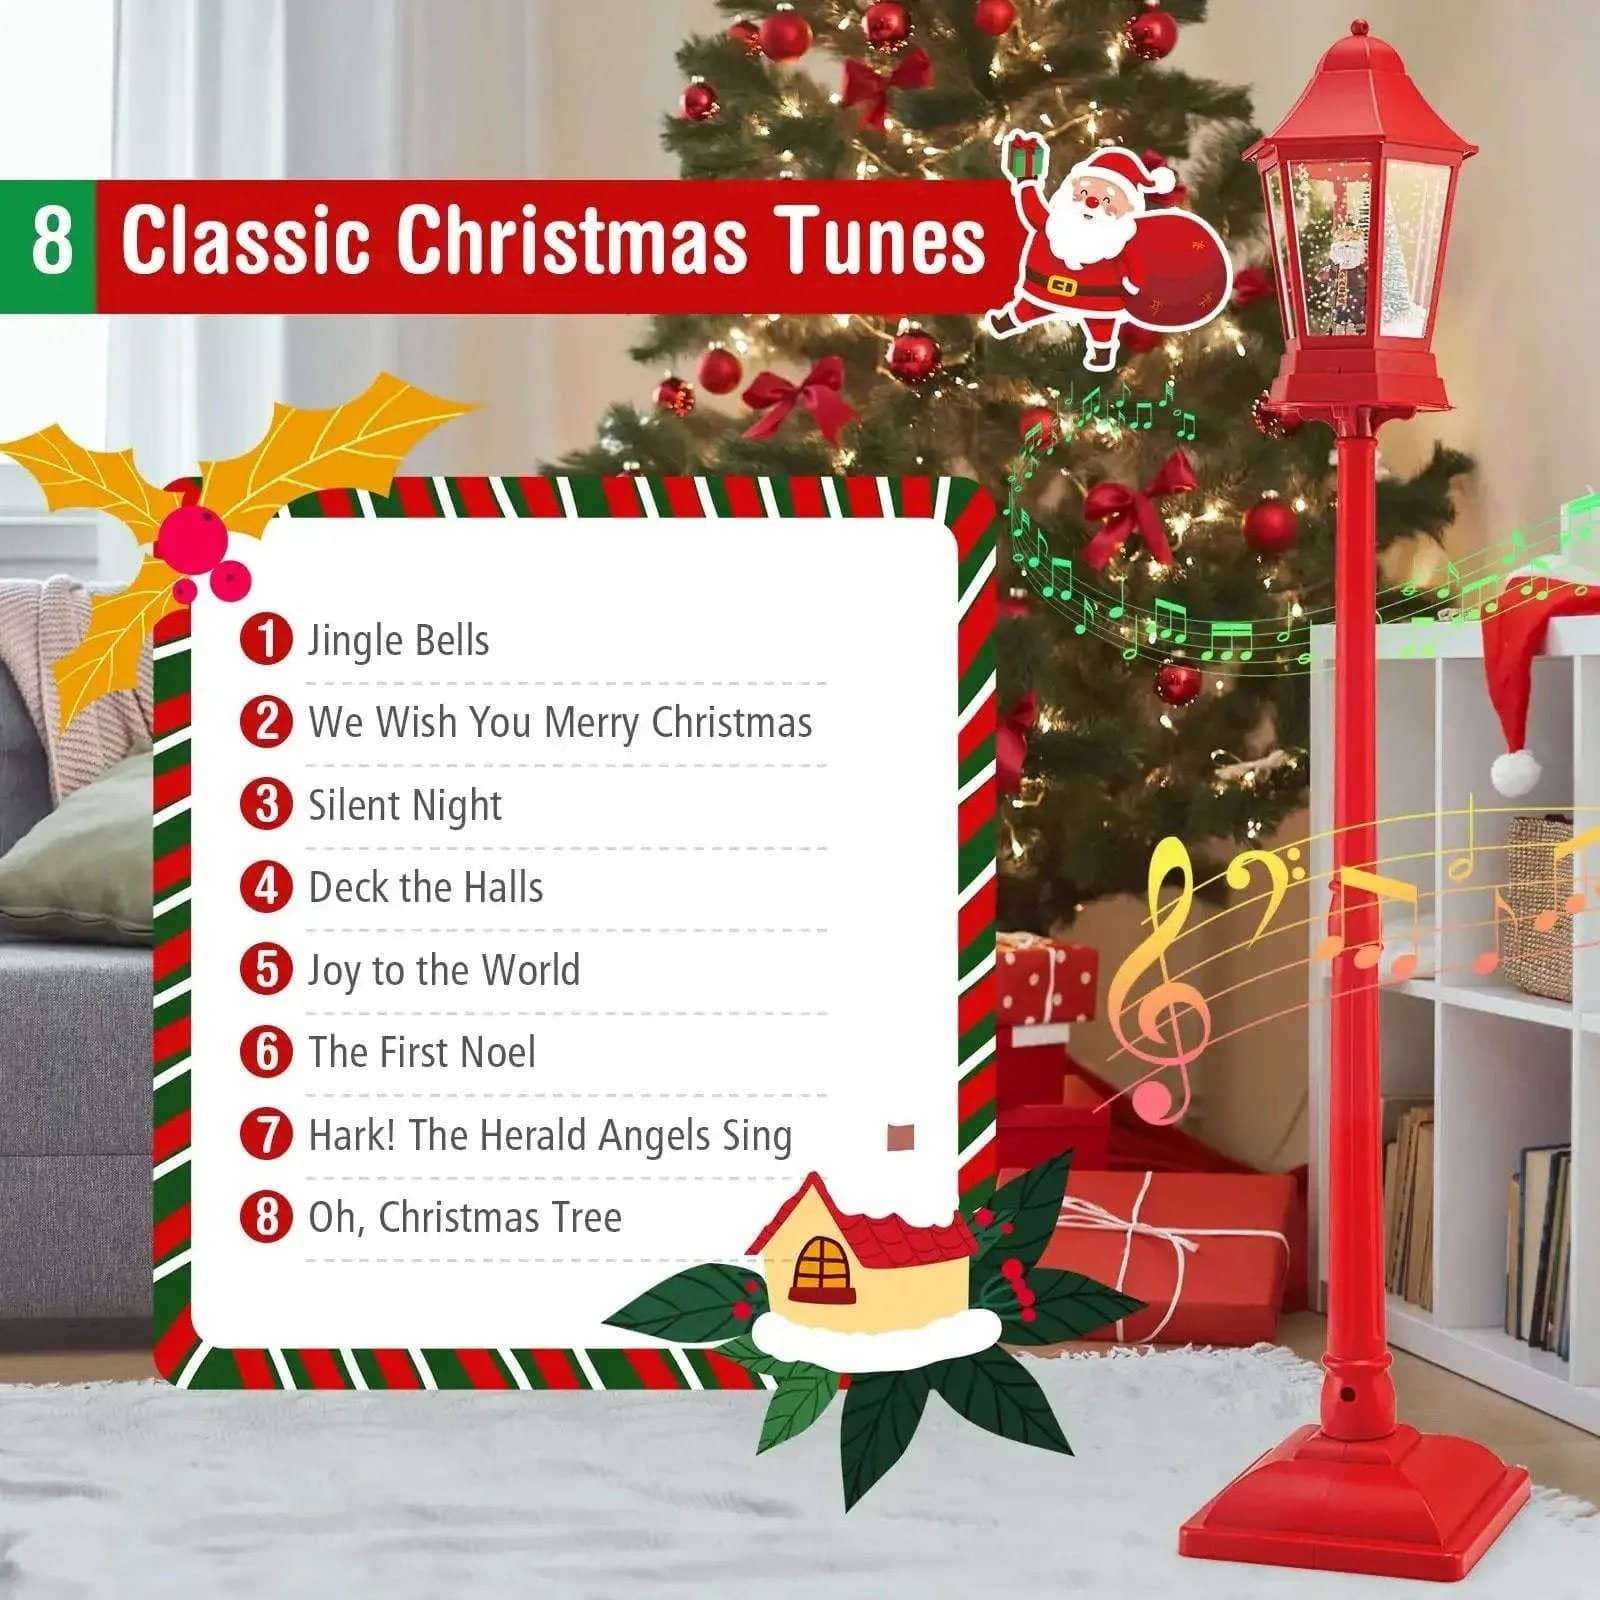 8 Classic Christmas Tunes
1 Jingle Bells
2 We Wish You Merry Christmas
3 Silent Night
4 Deck the Halls
5 Joy to the World
6 The First Noel
7 Hark! The Herald Angels Sing
8 Oh, Christmas Tree